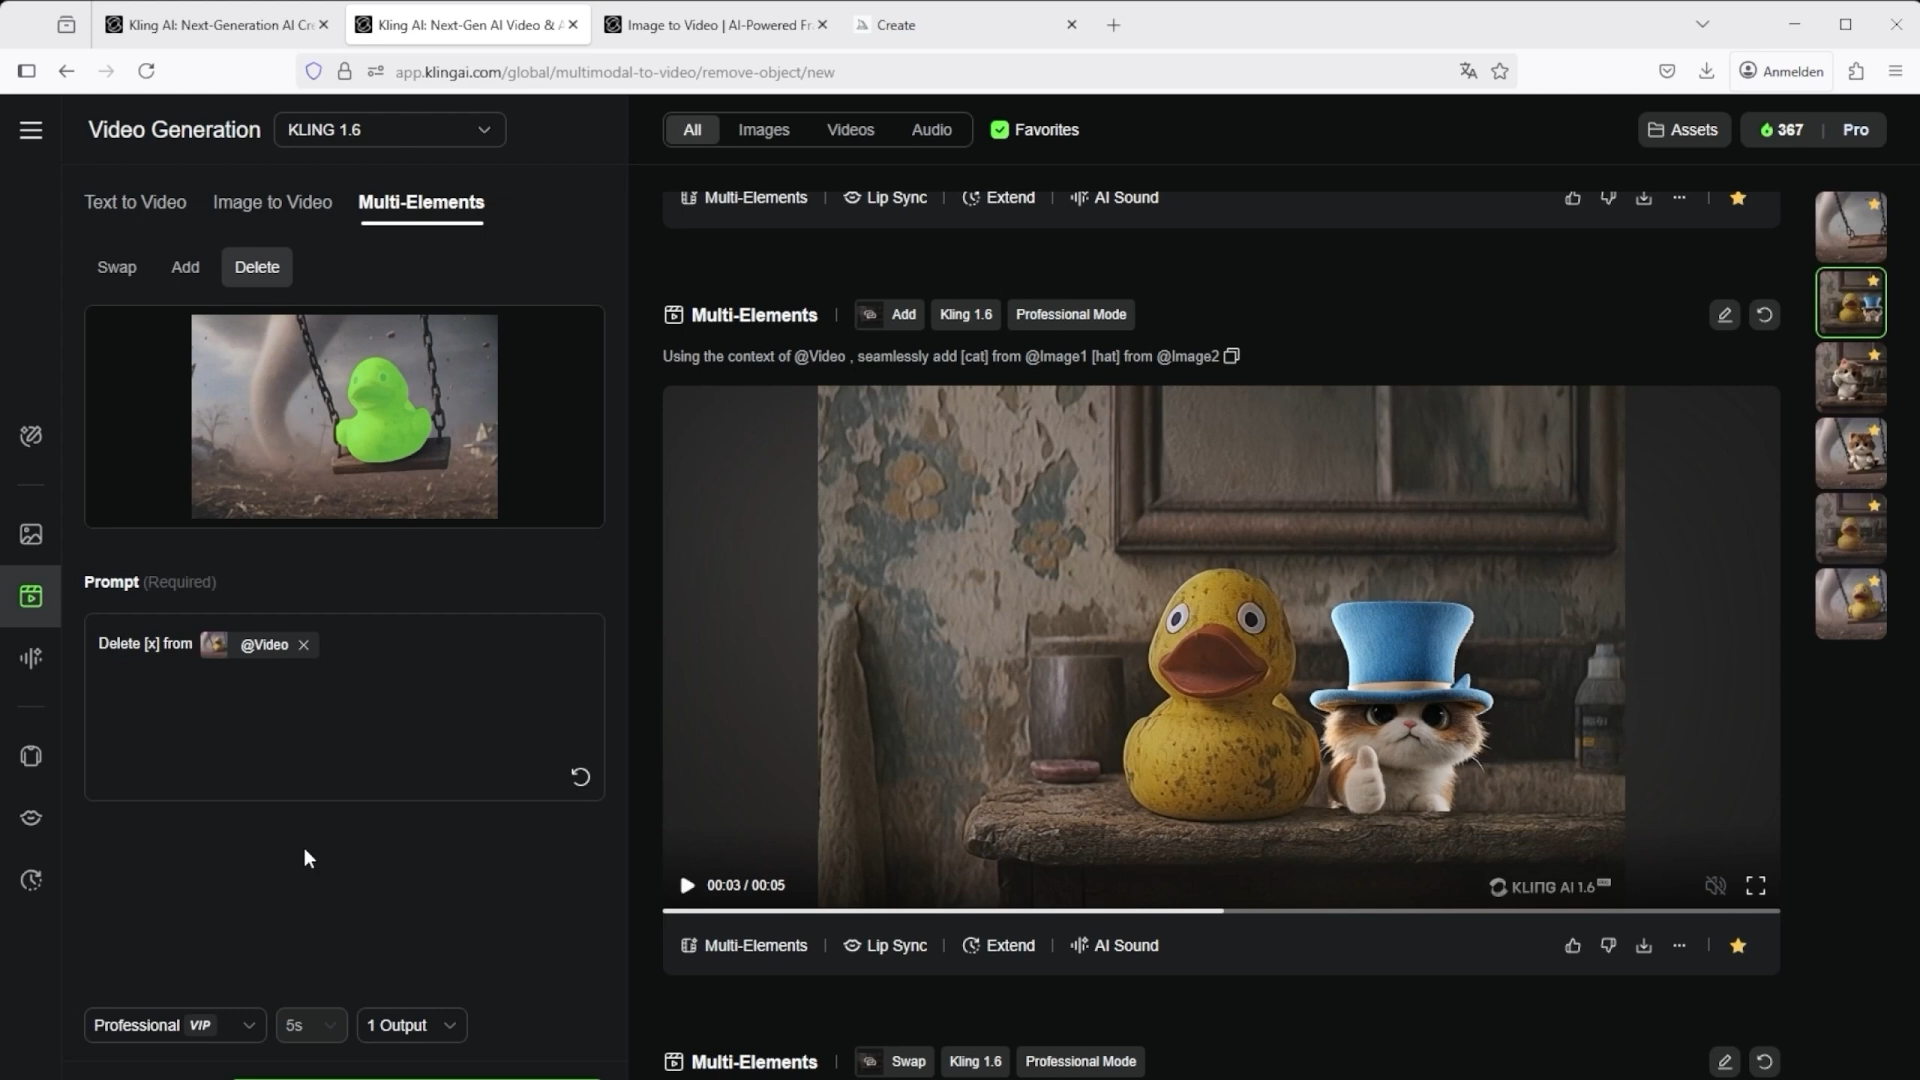 Kling AI: Next-Generation AI Cre
Kling AI: Next-Gen AI Video & A
Image to Video | AI-Powered Fr
Create
app.klingai.com/global/multimodal-to-video/remove-object/new
Anmelden
Video Generation
KLING 1.6
All
Images
Videos
Audio
Favorites
Assets
367
Pro
Text to Video
Image to Video
Multi-Elements
Multi-Elements
Lip Sync
Extend
AI Sound
Swap
Add
Delete
Multi-Elements
Add
Kling 1.6
Professional Mode
Using the context of @Video , seamlessly add [cat] from @Image1 [hat] from @Image2
Prompt (Required)
Delete [x] from @Video
00:03 / 00:05
KLING AI 1.6
Multi-Elements
Lip Sync
Extend
AI Sound
Professional VIP
5s
1 Output
Multi-Elements
Swap
Kling 1.6
Professional Mode